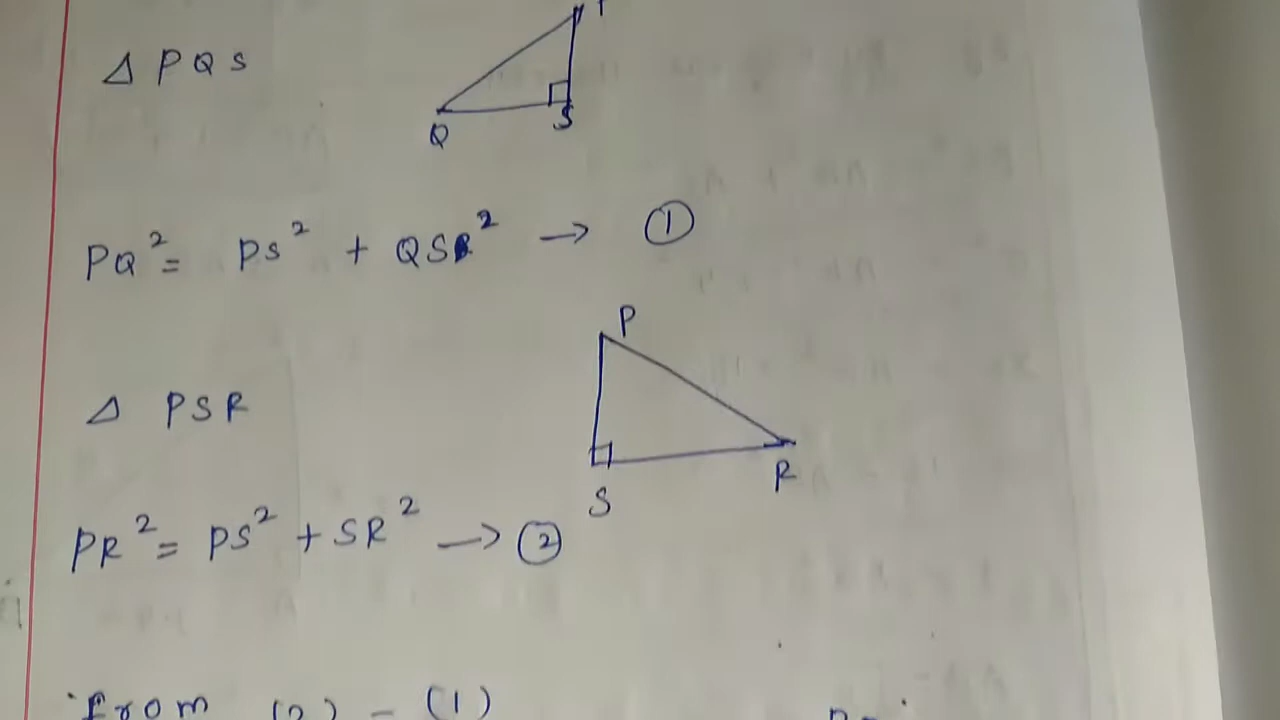 P
Δ PQS
Q S
PQ² = PS² + QS² → ①
P
Δ PSR
S R
PR² = PS² + SR² → ②
from (2) - (1)